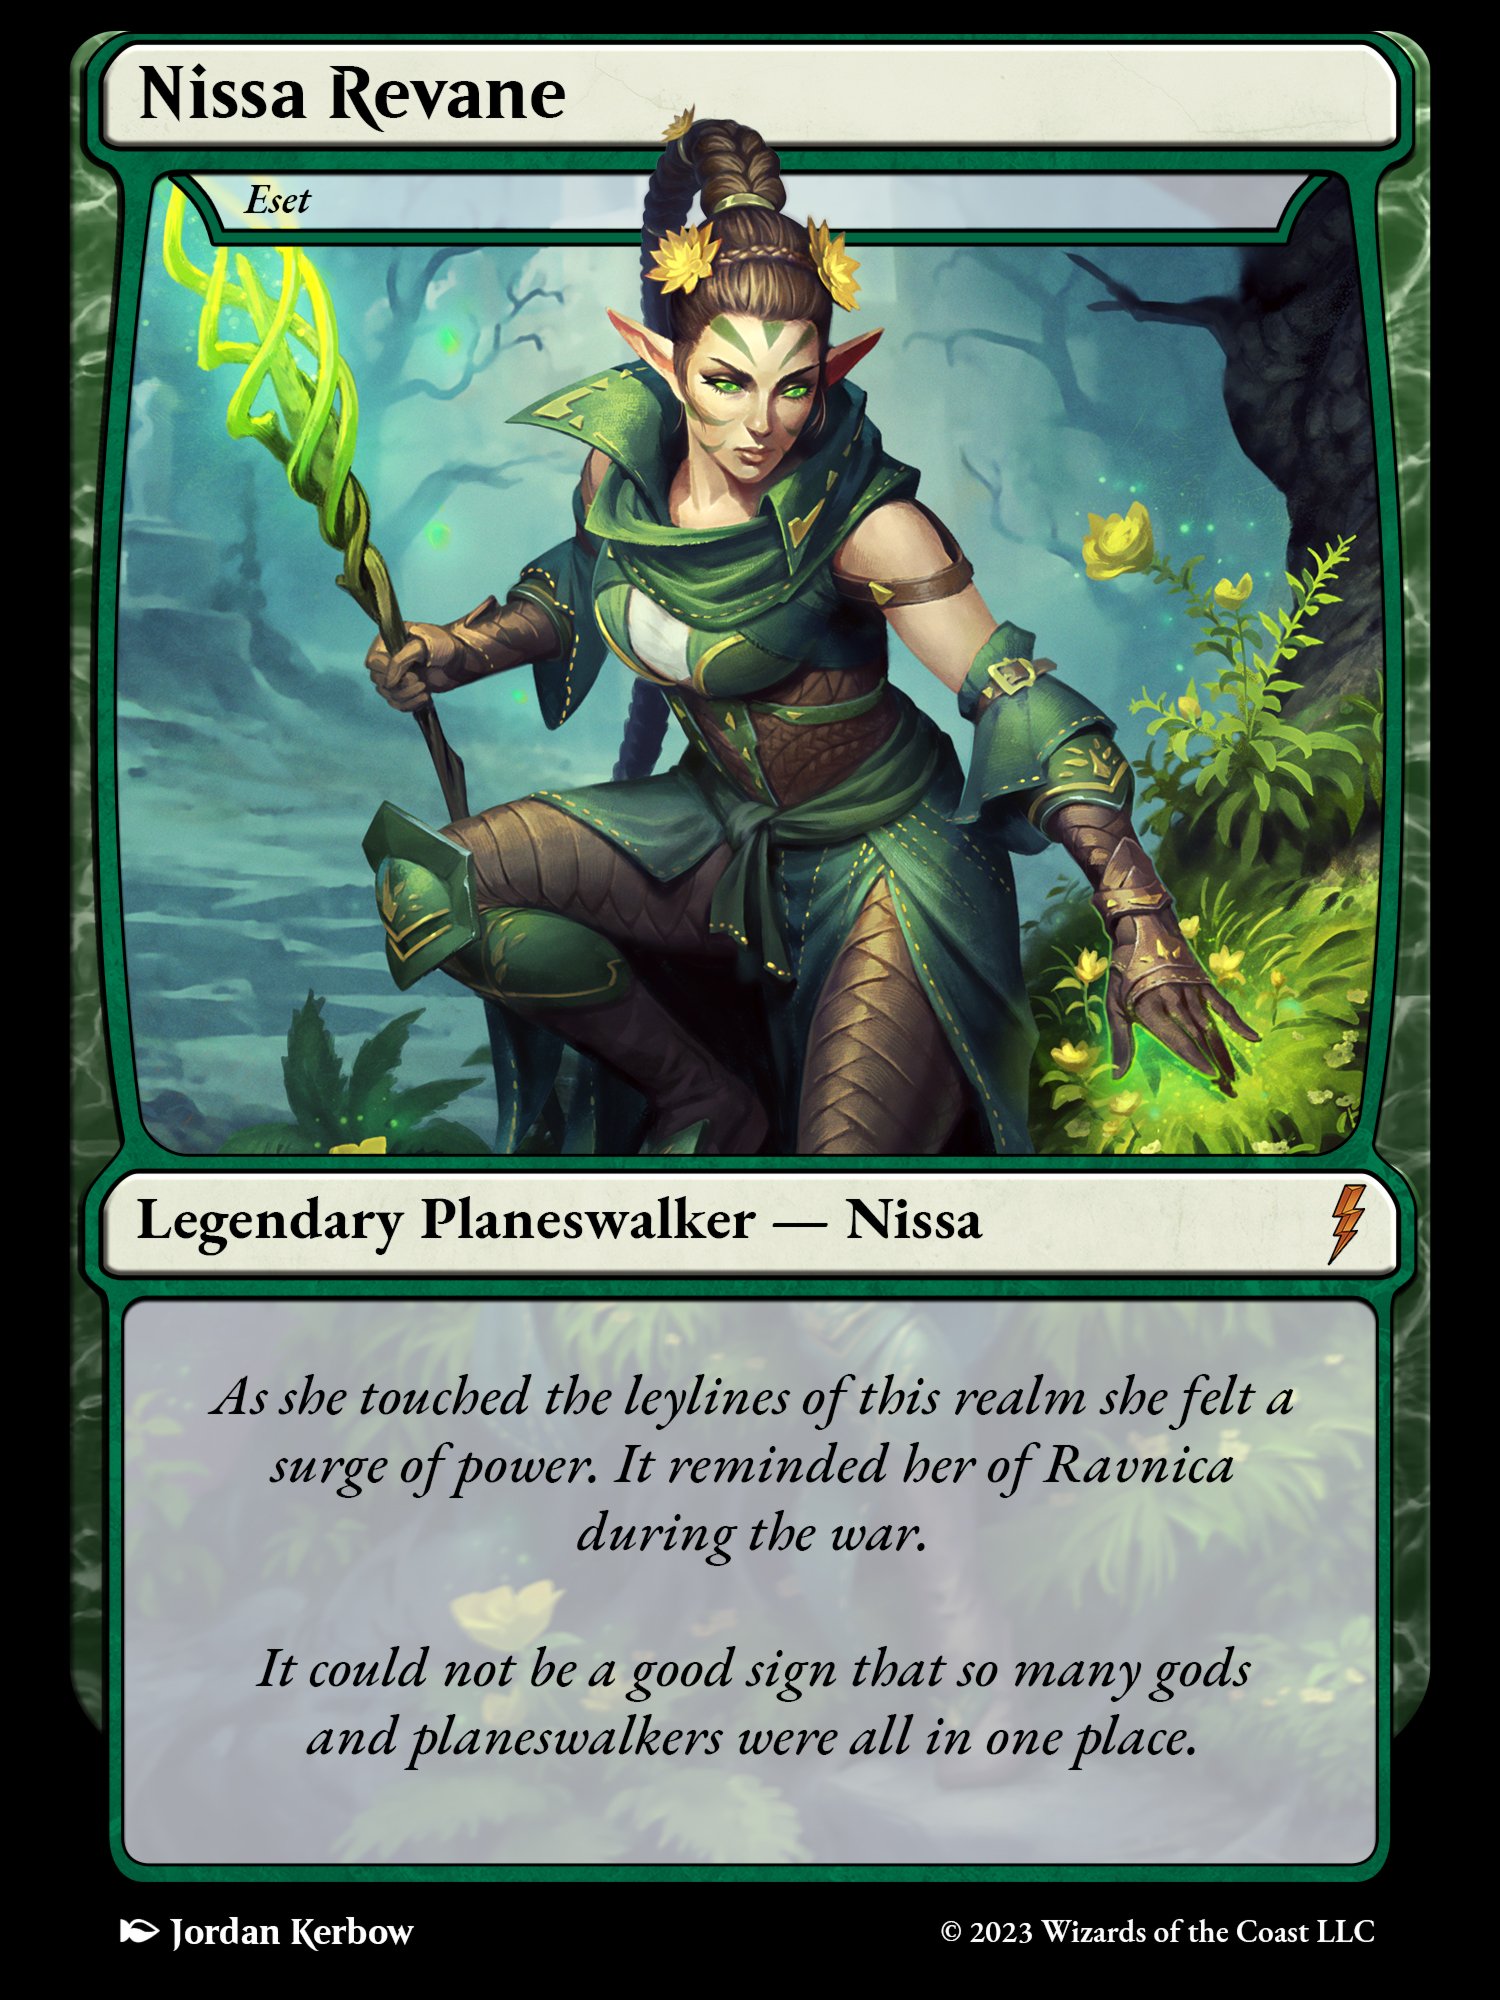 Nissa Revane
Eset
Legendary Planeswalker — Nissa
As she touched the leylines of this realm she felt a
surge of power. It reminded her of Ravnica
during the war.
It could not be a good sign that so many gods
and planeswalkers were all in one place.
Jordan Kerbow
© 2023 Wizards of the Coast LLC